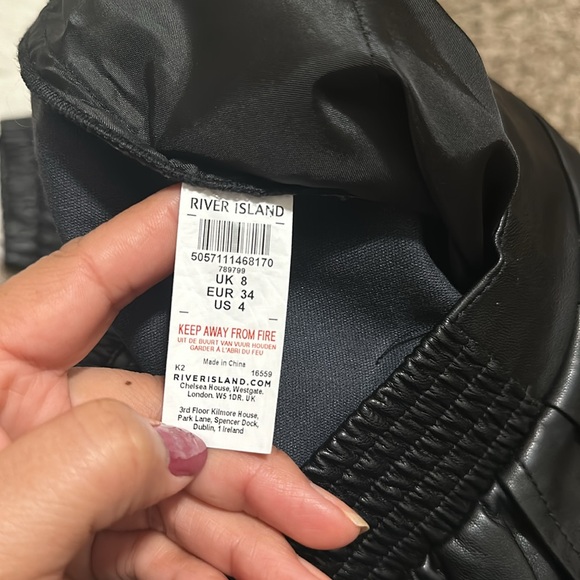 RIVER ISLAND
5057111468170
789799
UK 8
EUR 34
US 4
KEEP AWAY FROM FIRE
UIT DE BUURT VAN VUUR HOUDEN
GARDER À L'ABRI DU FEU
Made in China
K2 16559
RIVERISLAND.COM
Chelsea House, Westgate.
London. W5 1DR. UK
3rd Floor Kilmore House,
Park Lane, Spencer Dock,
Dublin, 1 Ireland